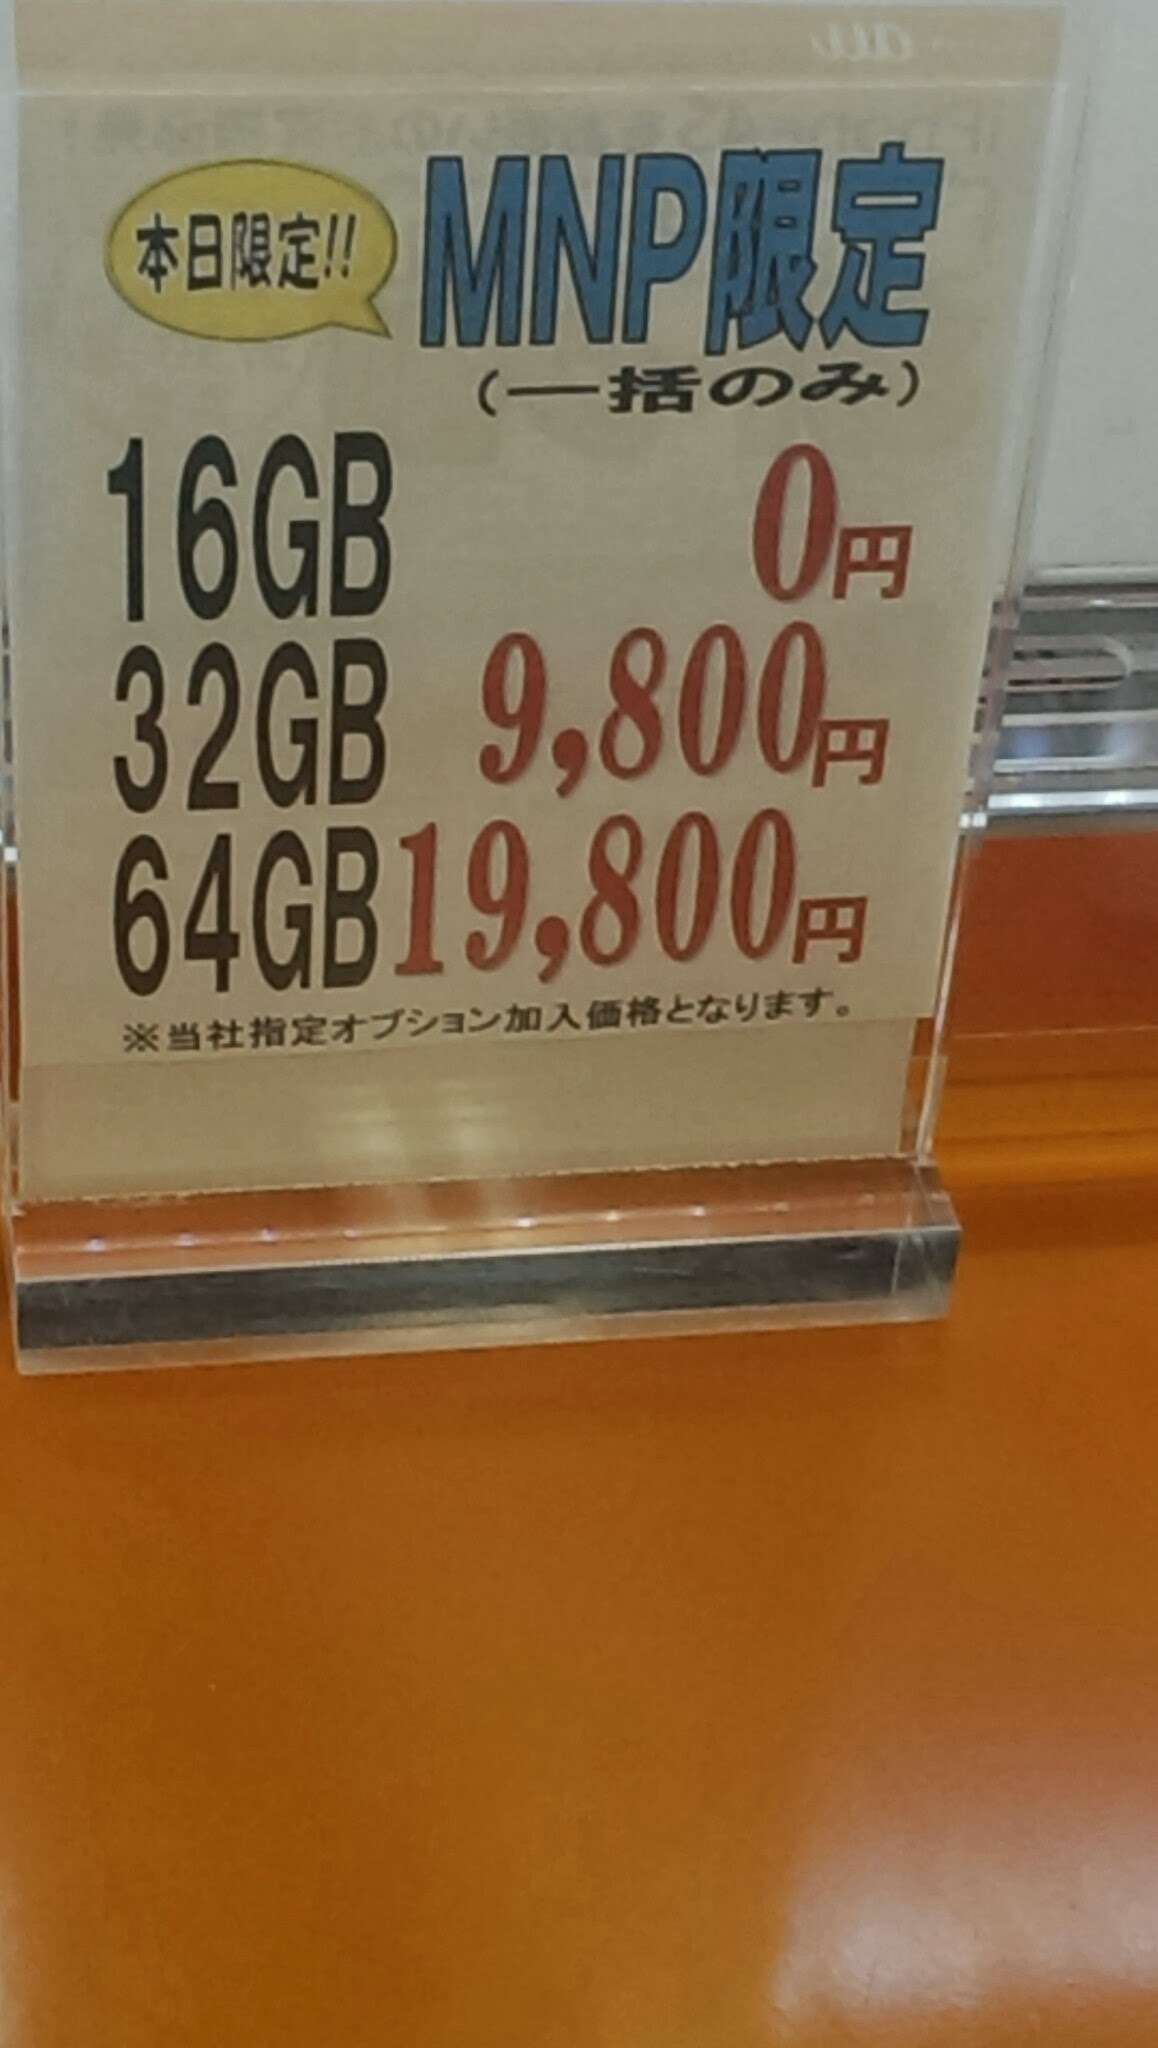 au
本日限定!!
MNP限定
(一括のみ)
16GB 0円
32GB 9,800円
64GB 19,800円
※当社指定オプション加入価格となります。